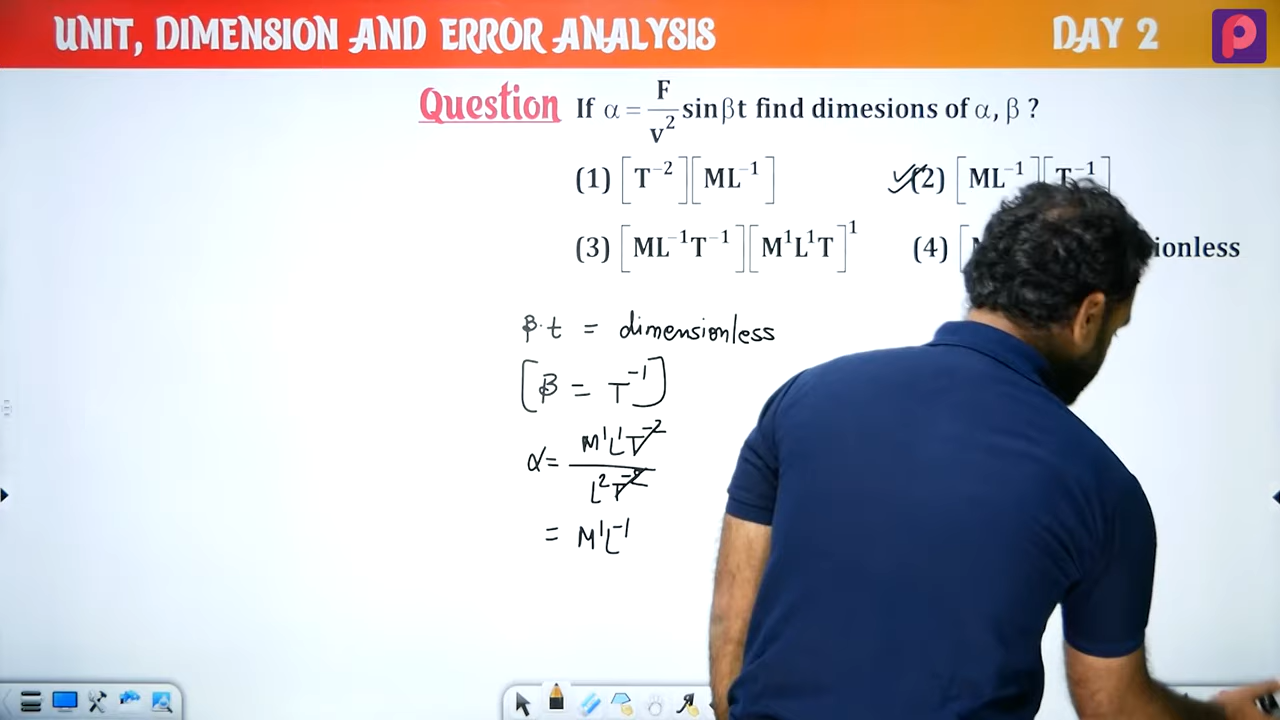 UNIT, DIMENSION AND ERROR ANALYSIS DAY 2
Question If α = F/v² sinβt find dimesions of α, β ?
(1) [T⁻²][ML⁻¹] (2) [ML⁻¹][T⁻¹]
(3) [ML⁻¹T⁻¹][M¹L¹T]¹ (4) [
β·t = dimensionless
[β = T⁻¹]
α = M¹L¹T⁻² / L²T⁻²
= M¹L⁻¹